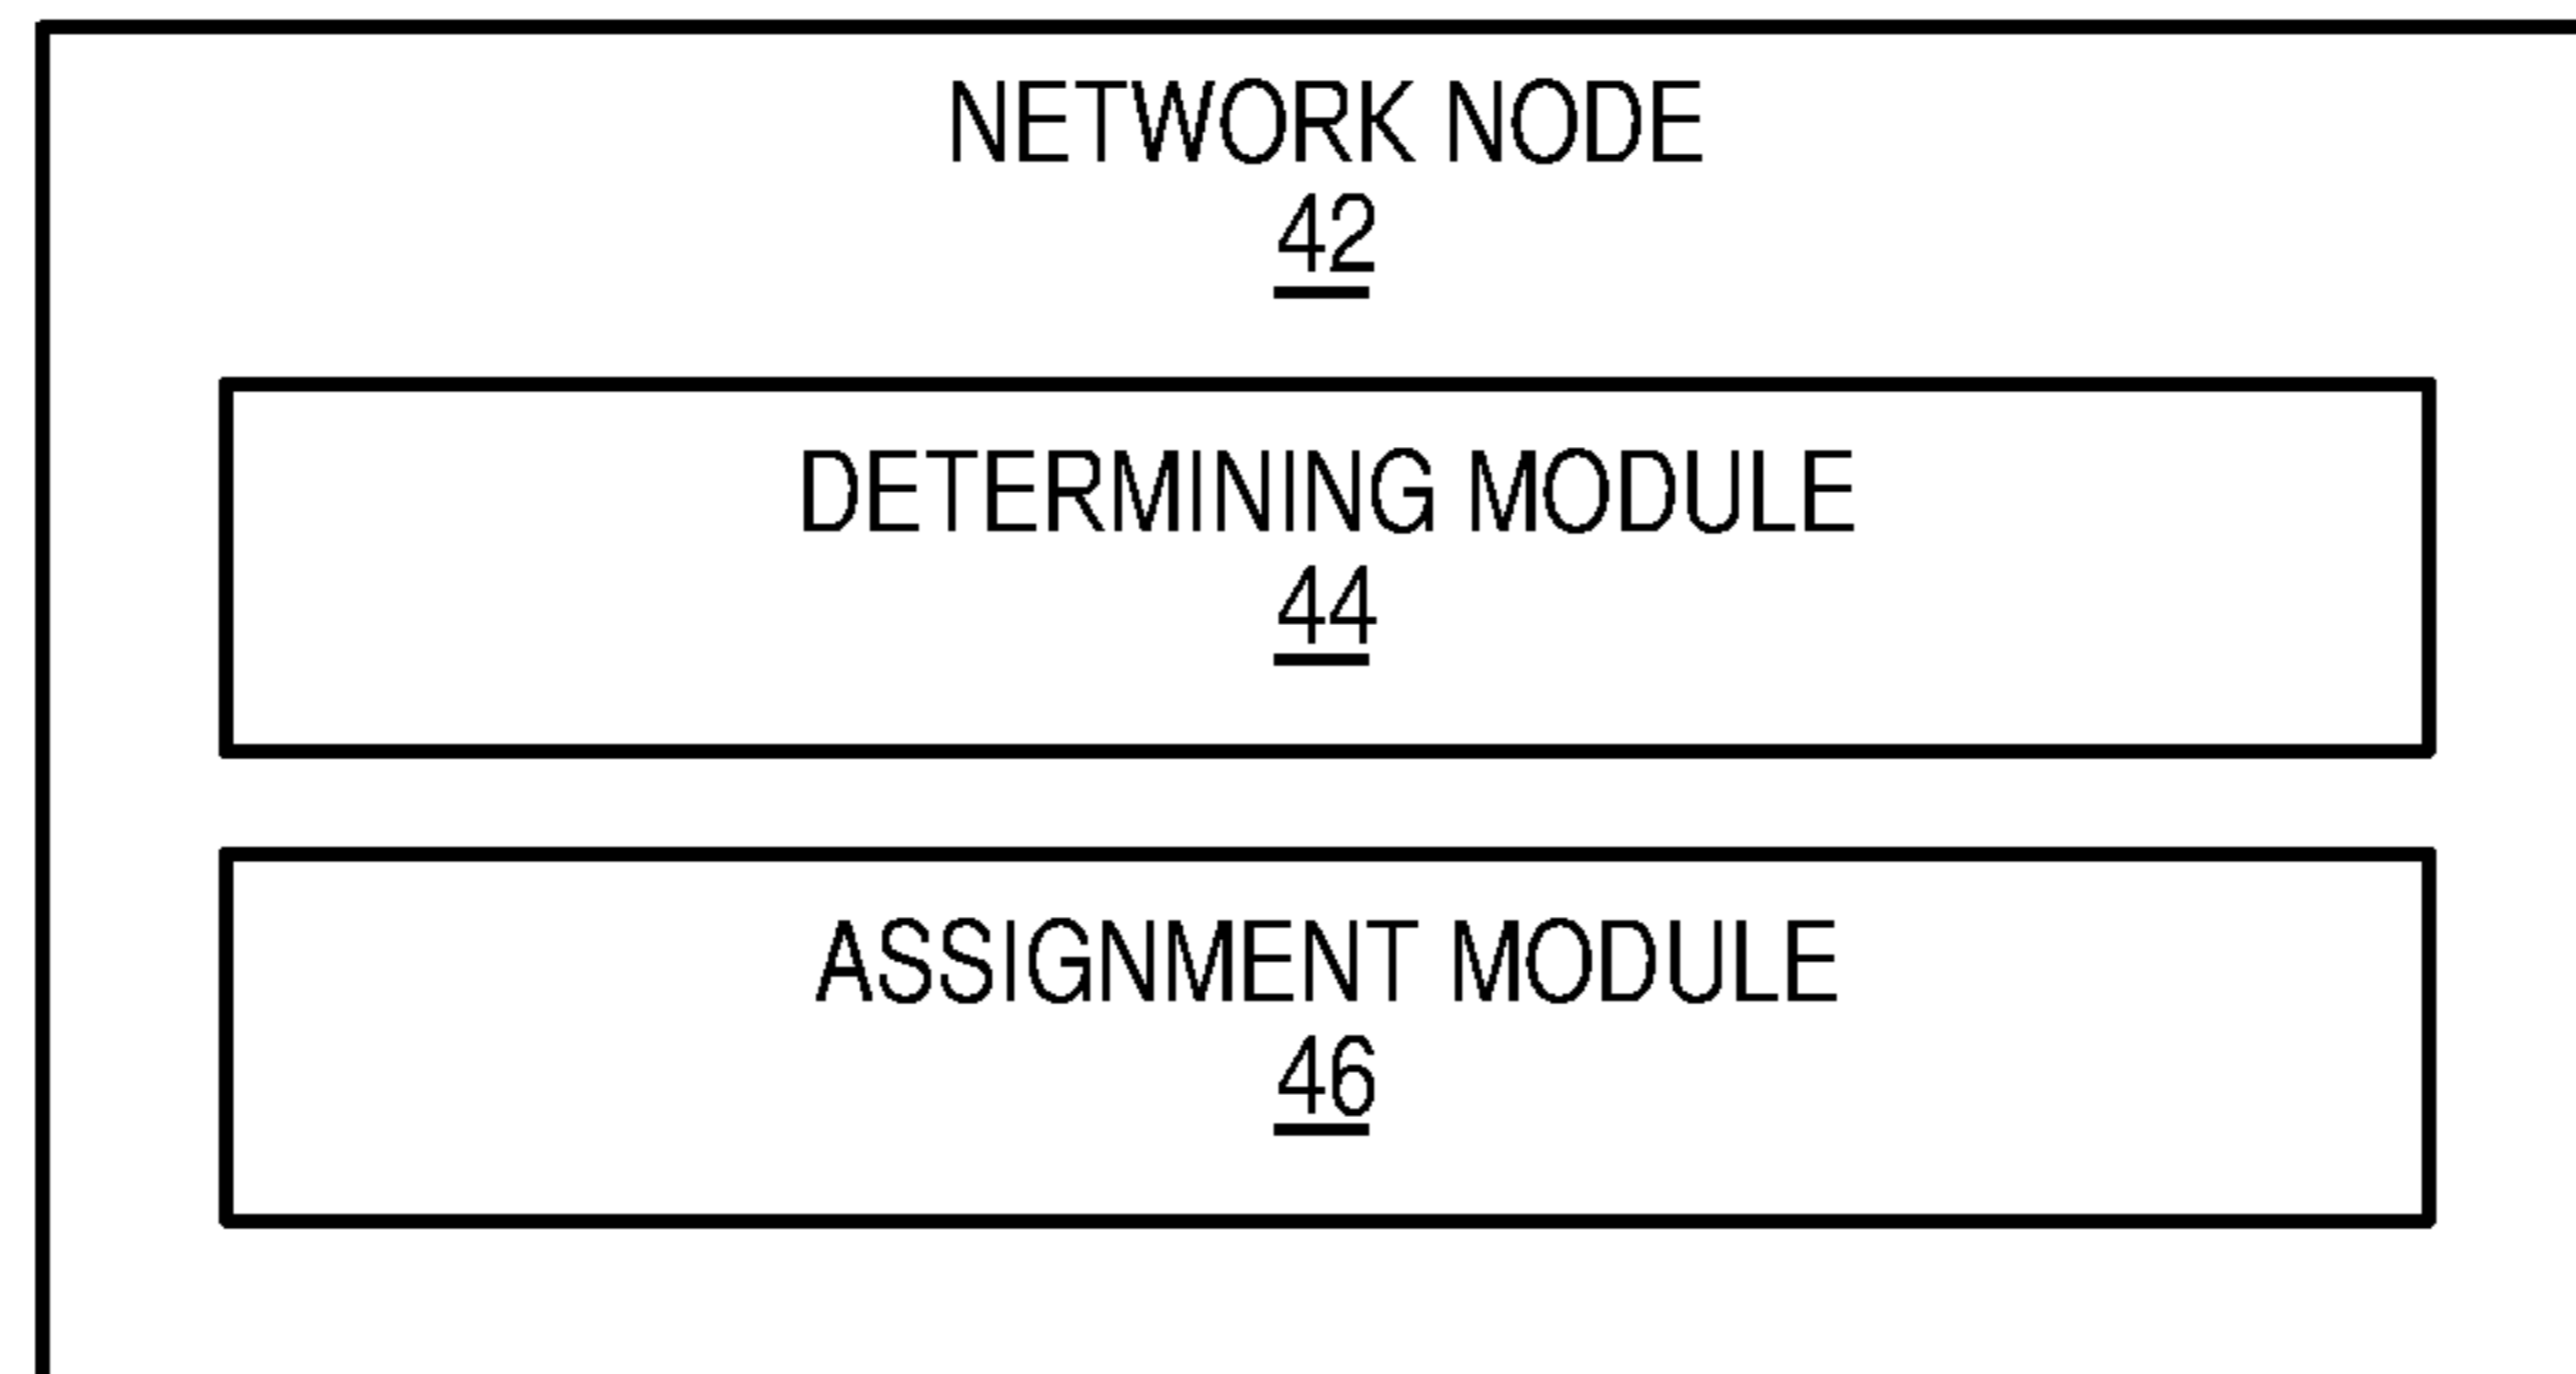 NETWORK NODE
42
DETERMINING MODULE
44
ASSIGNMENT MODULE
46